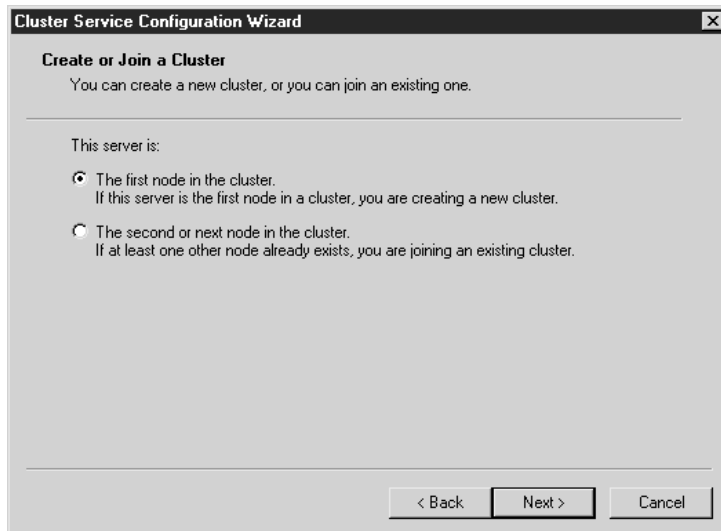 Cluster Service Configuration Wizard
Create or Join a Cluster
You can create a new cluster, or you can join an existing one.
This server is:
The first node in the cluster.
If this server is the first node in a cluster, you are creating a new cluster.
The second or next node in the cluster.
If at least one other node already exists, you are joining an existing cluster.
< Back Next > Cancel